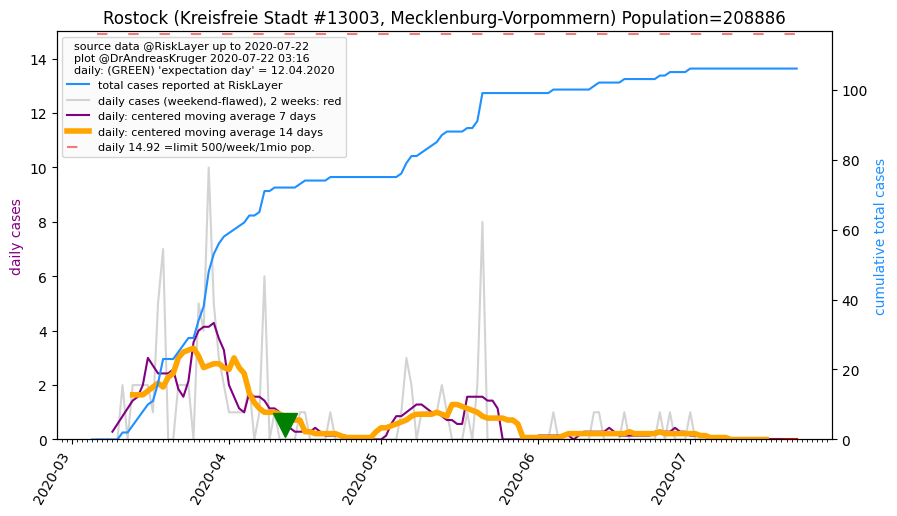 Rostock (Kreisfreie Stadt #13003, Mecklenburg-Vorpommern) Population=208886
source data @RiskLayer up to 2020-07-22
plot @DrAndreasKruger 2020-07-22 03:16
daily: (GREEN) 'expectation day' = 12.04.2020
total cases reported at RiskLayer
daily cases (weekend-flawed), 2 weeks: red
daily: centered moving average 7 days
daily: centered moving average 14 days
daily 14.92 =limit 500/week/1mio pop.
daily cases
14
12
10
8
6
4
2
0
cumulative total cases
100
80
60
40
20
0
2020-03
2020-04
2020-05
2020-06
2020-07